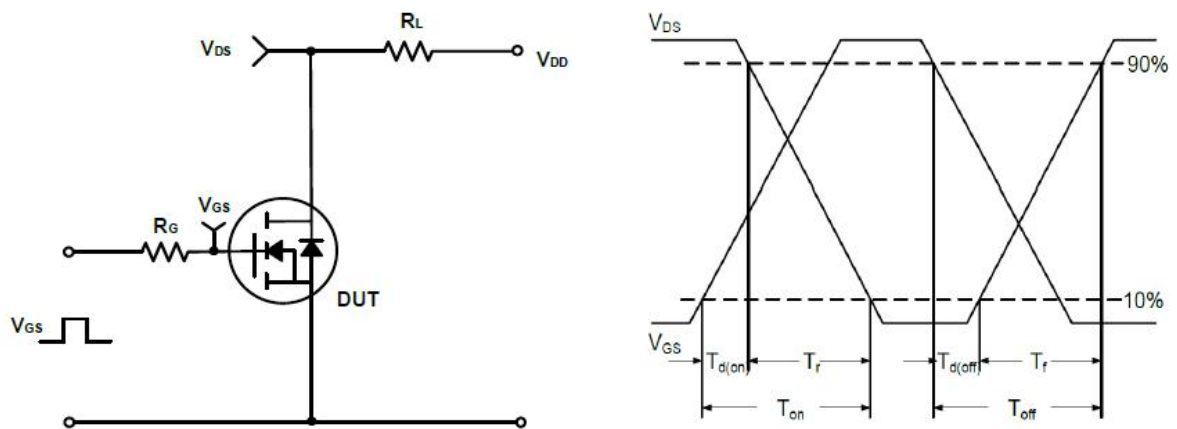 RL
VDS
VDD
VGS
RG
DUT
VGS
VDS
90%
10%
VGS
Td(on)
Tr
Td(off)
Tf
Ton
Toff